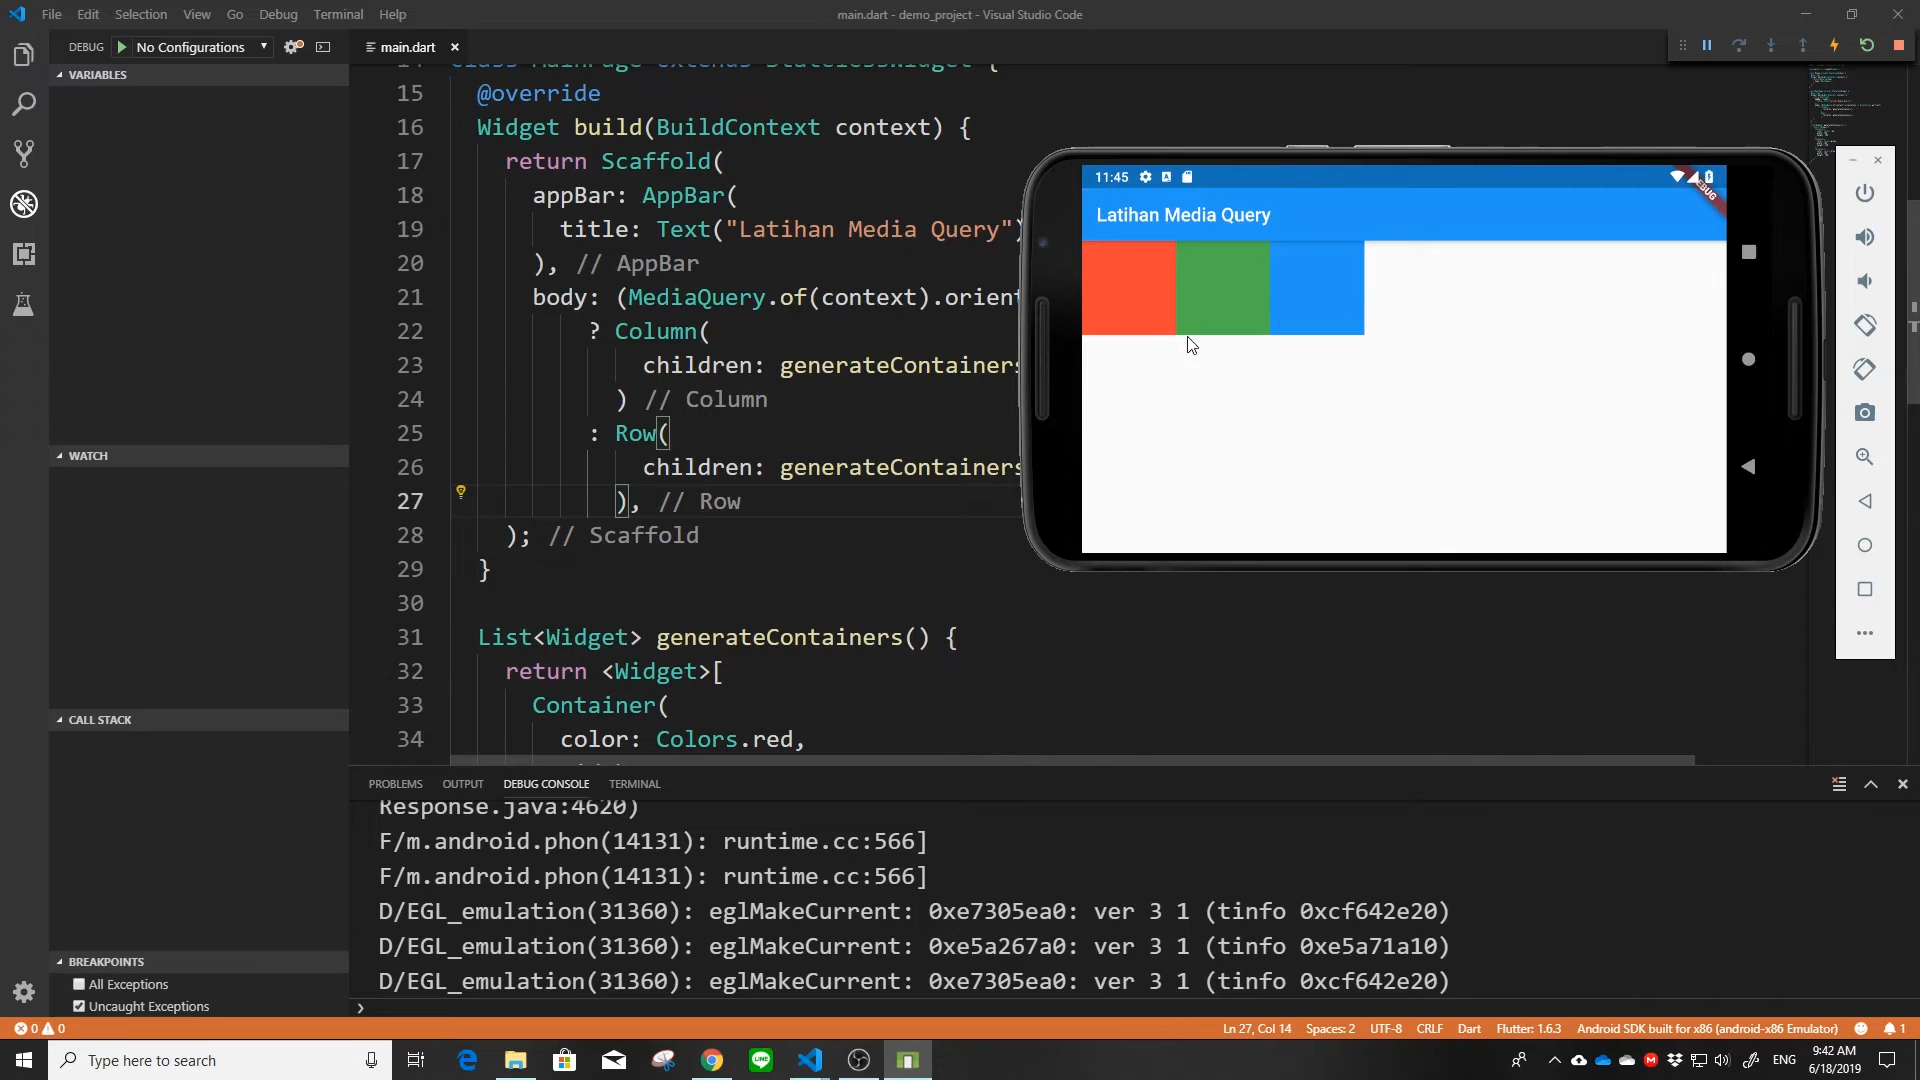 File Edit Selection View Go Debug Terminal Help
main.dart - demo_project - Visual Studio Code
DEBUG No Configurations
main.dart
VARIABLES
WATCH
CALL STACK
BREAKPOINTS
All Exceptions
Uncaught Exceptions
15 @override
16 Widget build(BuildContext context) {
17 return Scaffold(
18 appBar: AppBar(
19 title: Text("Latihan Media Query")
20 ), // AppBar
21 body: (MediaQuery.of(context).orient
22 ? Column(
23 children: generateContainers
24 ) // Column
25 : Row(
26 children: generateContainers
27 ), // Row
28 ); // Scaffold
29 }
30
31 List<Widget> generateContainers() {
32 return <Widget>[
33 Container(
34 color: Colors.red,
11:45
DEBUG
Latihan Media Query
PROBLEMS OUTPUT DEBUG CONSOLE TERMINAL
Response.java:4620)
F/m.android.phon(14131): runtime.cc:566]
F/m.android.phon(14131): runtime.cc:566]
D/EGL_emulation(31360): eglMakeCurrent: 0xe7305ea0: ver 3 1 (tinfo 0xcf642e20)
D/EGL_emulation(31360): eglMakeCurrent: 0xe5a267a0: ver 3 1 (tinfo 0xe5a71a10)
D/EGL_emulation(31360): eglMakeCurrent: 0xe7305ea0: ver 3 1 (tinfo 0xcf642e20)
0 0
Ln 27, Col 14 Spaces: 2 UTF-8 CRLF Dart Flutter: 1.6.3 Android SDK built for x86 (android-x86 Emulator) 1
Type here to search
LINE
ENG
9:42 AM
6/18/2019